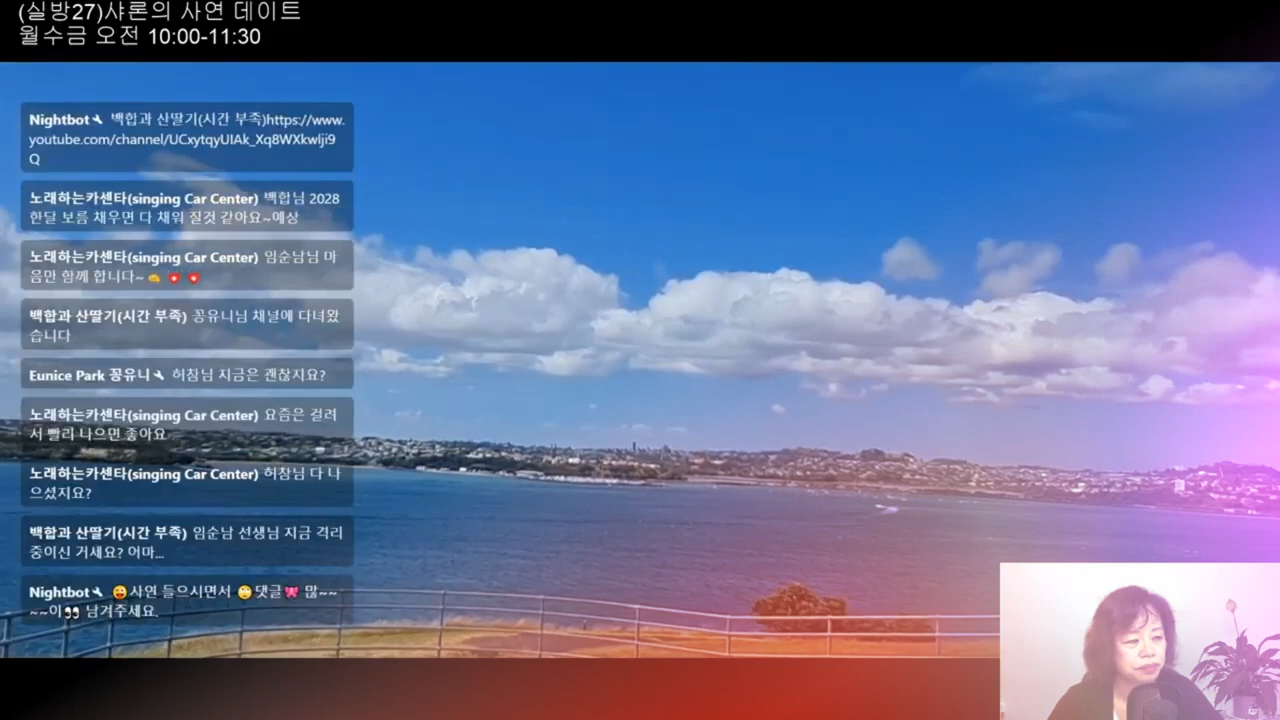 (실방27)샤론의 사연 데이트
월수금 오전 10:00-11:30
Nightbot 백합과 산딸기(시간 부족)https://www.
youtube.com/channel/UCxytqyUIAk_Xq8WXkwlji9
Q
노래하는카센타(singing Car Center) 백합님 2028
한달 보름 채우면 다 채워 질것 같아요~예상
노래하는카센타(singing Car Center) 임순남님 마
음만 함께 합니다~
백합과 산딸기(시간 부족) 꽁유니님 채널에 다녀왔
습니다
Eunice Park 꽁유니 허참님 지금은 괜찮지요?
노래하는카센타(singing Car Center) 요즘은 걸려
서 빨리 나으면 좋아요
노래하는카센타(singing Car Center) 허참님 다 나
으셨지요?
백합과 산딸기(시간 부족) 임순남 선생님 지금 격리
중이신 거세요? 어마...
Nightbot 😜사연 들으시면서 🙄댓글🎀 많~~
~~이👀 남겨주세요.